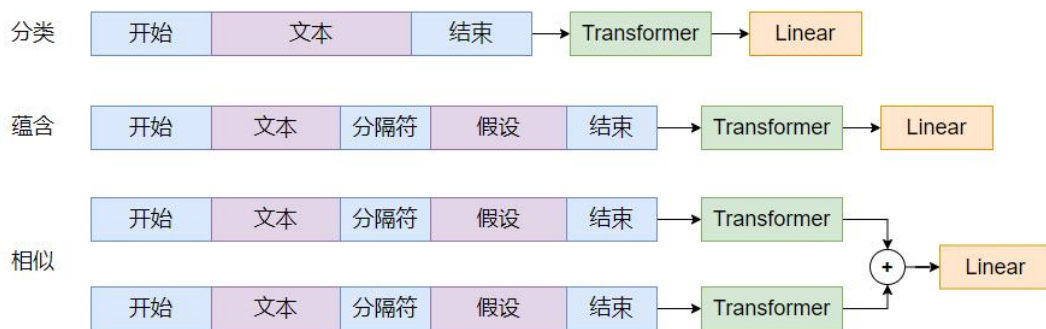 分类 开始 文本 结束 Transformer Linear
蕴含 开始 文本 分隔符 假设 结束 Transformer Linear
开始 文本 分隔符 假设 结束 Transformer
相似 + Linear
开始 文本 分隔符 假设 结束 Transformer